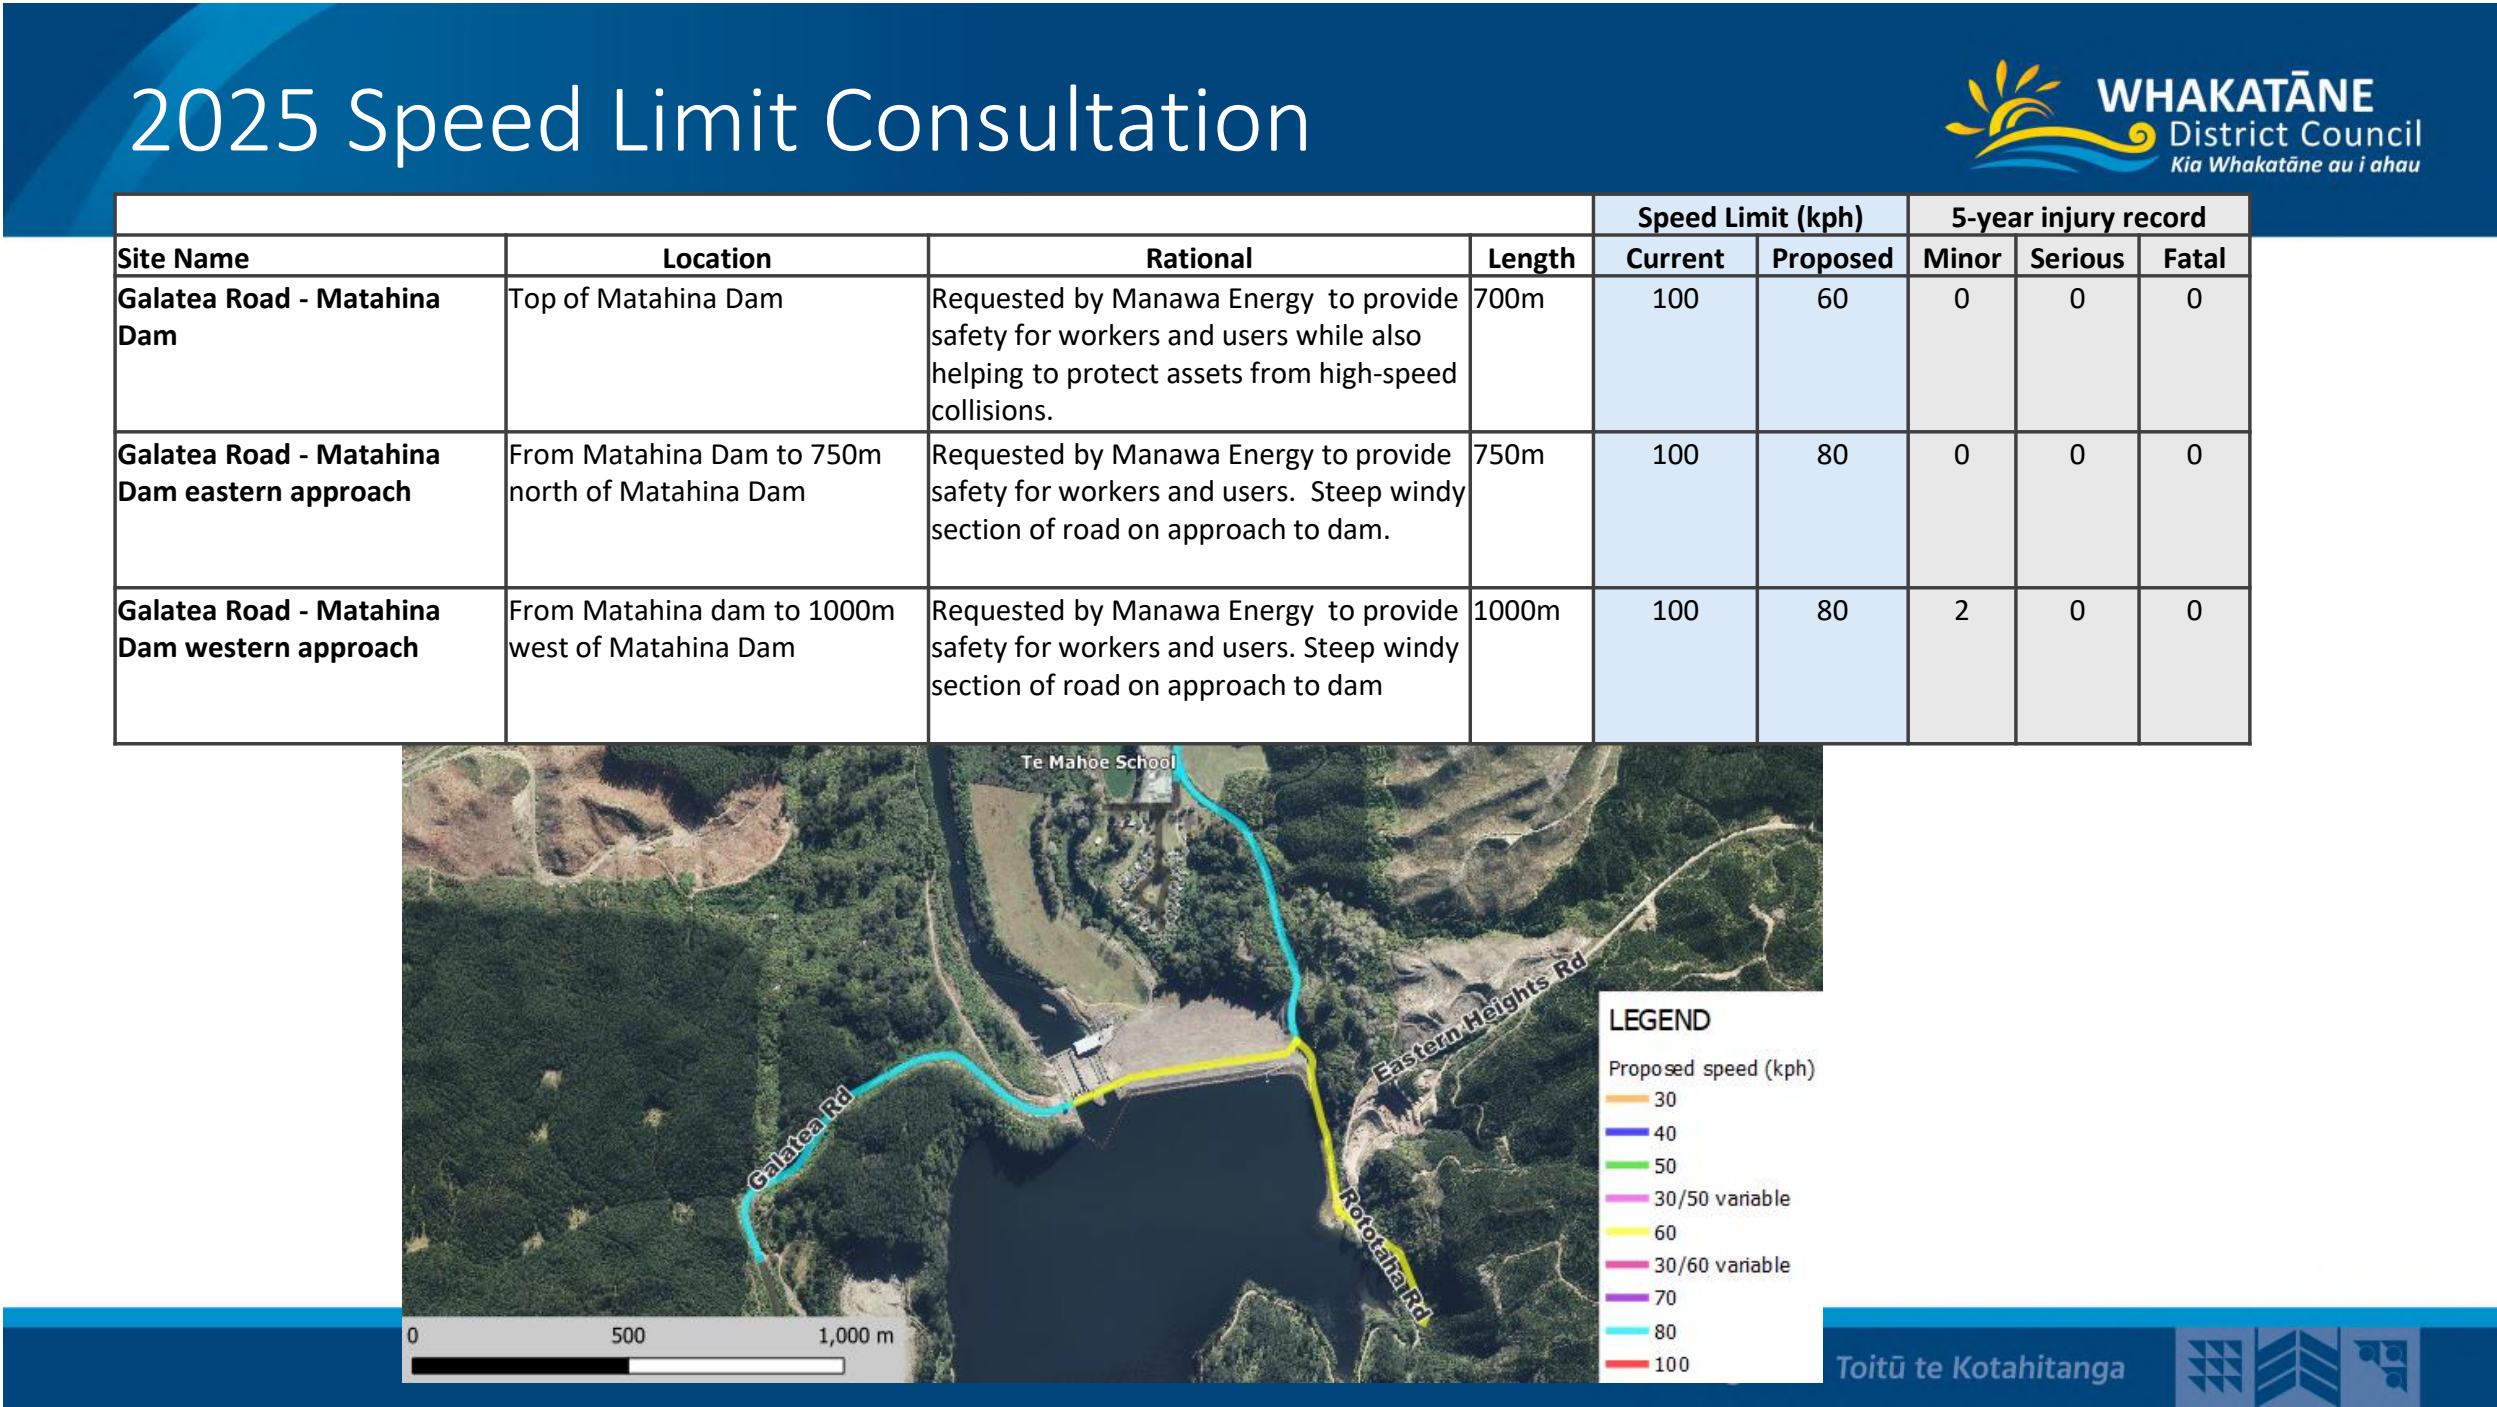 2025 Speed Limit Consultation
WHAKATĀNE
District Council
Kia Whakatāne au i ahau
Speed Limit (kph) 5-year injury record
Site Name Location Rational Length Current Proposed Minor Serious Fatal
Galatea Road - Matahina Top of Matahina Dam Requested by Manawa Energy to provide 700m 100 60 0 0 0
Dam safety for workers and users while also
helping to protect assets from high-speed
collisions.
Galatea Road - Matahina From Matahina Dam to 750m Requested by Manawa Energy to provide 750m 100 80 0 0 0
Dam eastern approach north of Matahina Dam safety for workers and users. Steep windy
section of road on approach to dam.
Galatea Road - Matahina From Matahina dam to 1000m Requested by Manawa Energy to provide 1000m 100 80 2 0 0
Dam western approach west of Matahina Dam safety for workers and users. Steep windy
section of road on approach to dam
Te Mahoe School
Eastern Heights Rd
Galatea Rd
Rototaha Rd
LEGEND
Proposed speed (kph)
30
40
50
30/50 variable
60
30/60 variable
70
80
100
0 500 1,000 m
Toitū te Kotahitanga